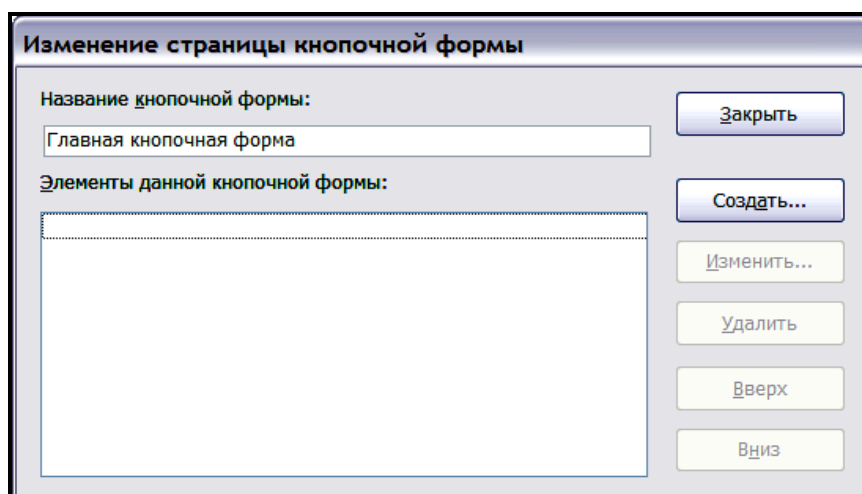 Изменение страницы кнопочной формы
Название кнопочной формы:
Главная кнопочная форма
Элементы данной кнопочной формы:
Закрыть
Создать...
Изменить...
Удалить
Вверх
Вниз